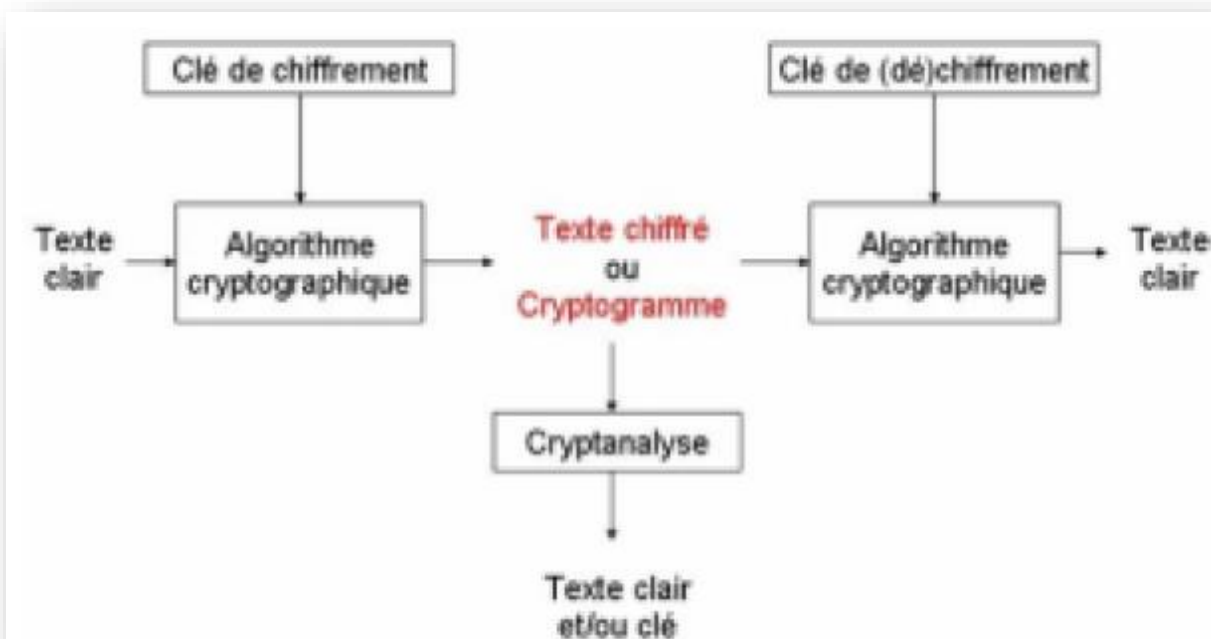 Clé de chiffrement
Clé de (dé)chiffrement
Texte
clair
Algorithme
cryptographique
Texte chiffré
ou
Cryptogramme
Algorithme
cryptographique
Texte
clair
Cryptanalyse
Texte clair
et/ou clé